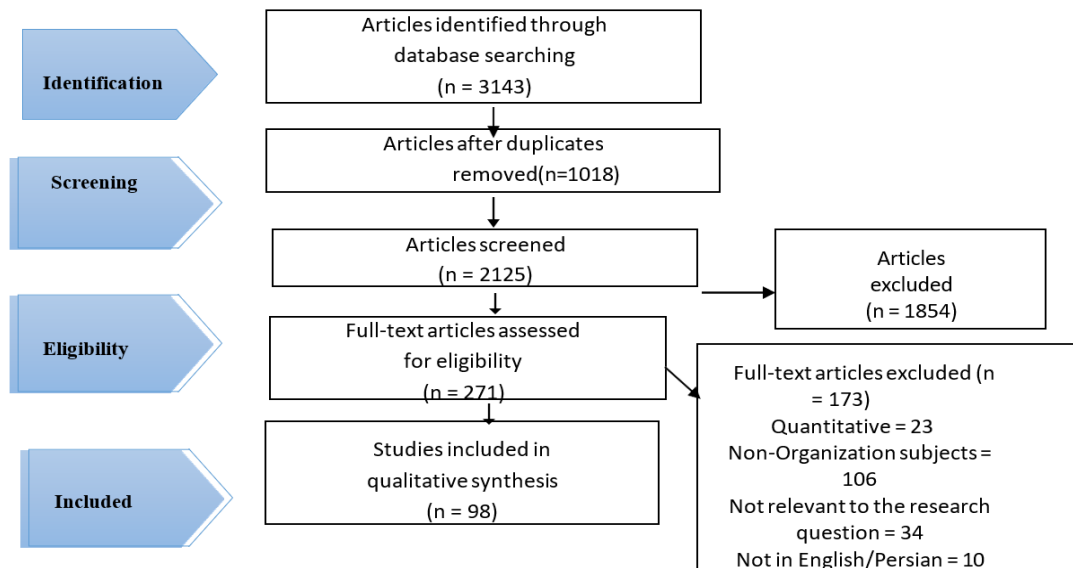 Identification
Articles identified through
database searching
(n = 3143)
Screening
Articles after duplicates
removed(n=1018)
Articles screened
(n = 2125)
Articles
excluded
(n = 1854)
Eligibility
Full-text articles assessed
for eligibility
(n = 271)
Full-text articles excluded (n
= 173)
Quantitative = 23
Non-Organization subjects =
106
Not relevant to the research
question = 34
Not in English/Persian = 10
Included
Studies included in
qualitative synthesis
(n = 98)